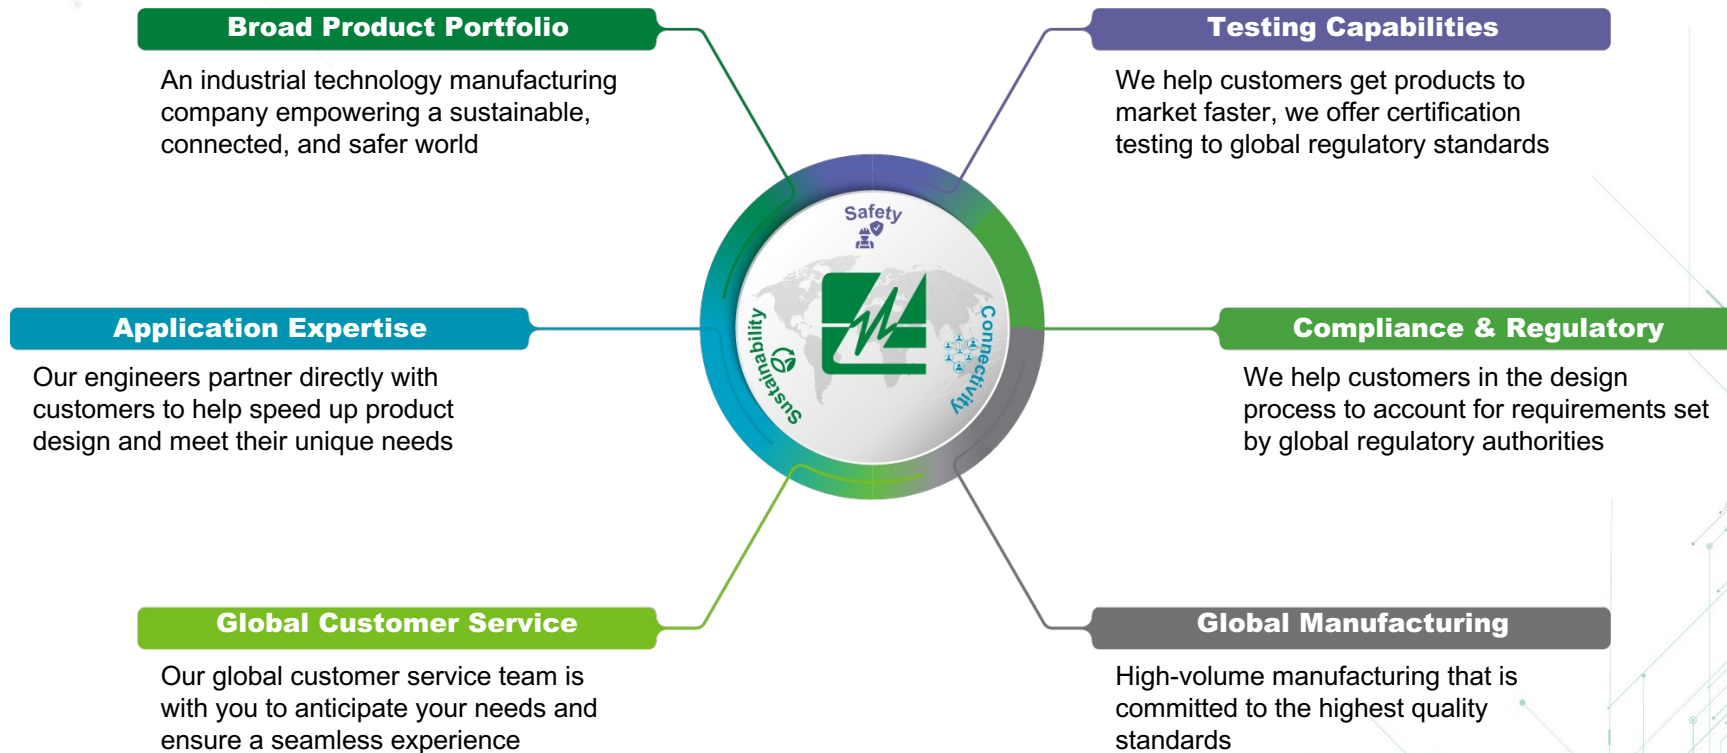 Broad Product Portfolio
An industrial technology manufacturing
company empowering a sustainable,
connected, and safer world
Testing Capabilities
We help customers get products to
market faster, we offer certification
testing to global regulatory standards
Safety
Sustainability
Connectivity
Application Expertise
Our engineers partner directly with
customers to help speed up product
design and meet their unique needs
Compliance & Regulatory
We help customers in the design
process to account for requirements set
by global regulatory authorities
Global Customer Service
Our global customer service team is
with you to anticipate your needs and
ensure a seamless experience
Global Manufacturing
High-volume manufacturing that is
committed to the highest quality
standards